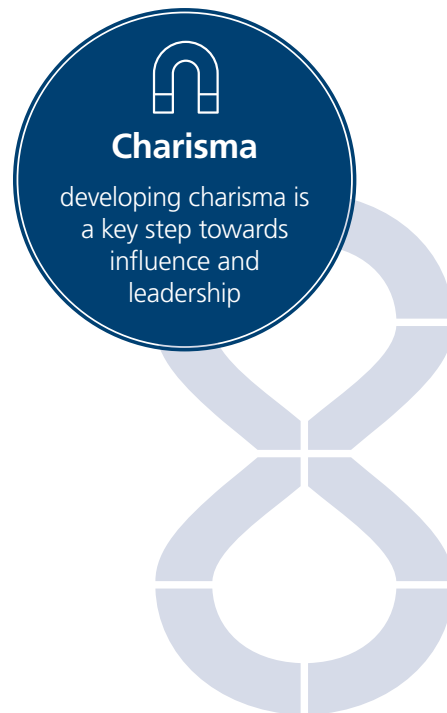 Charisma
developing charisma is
a key step towards
influence and
leadership